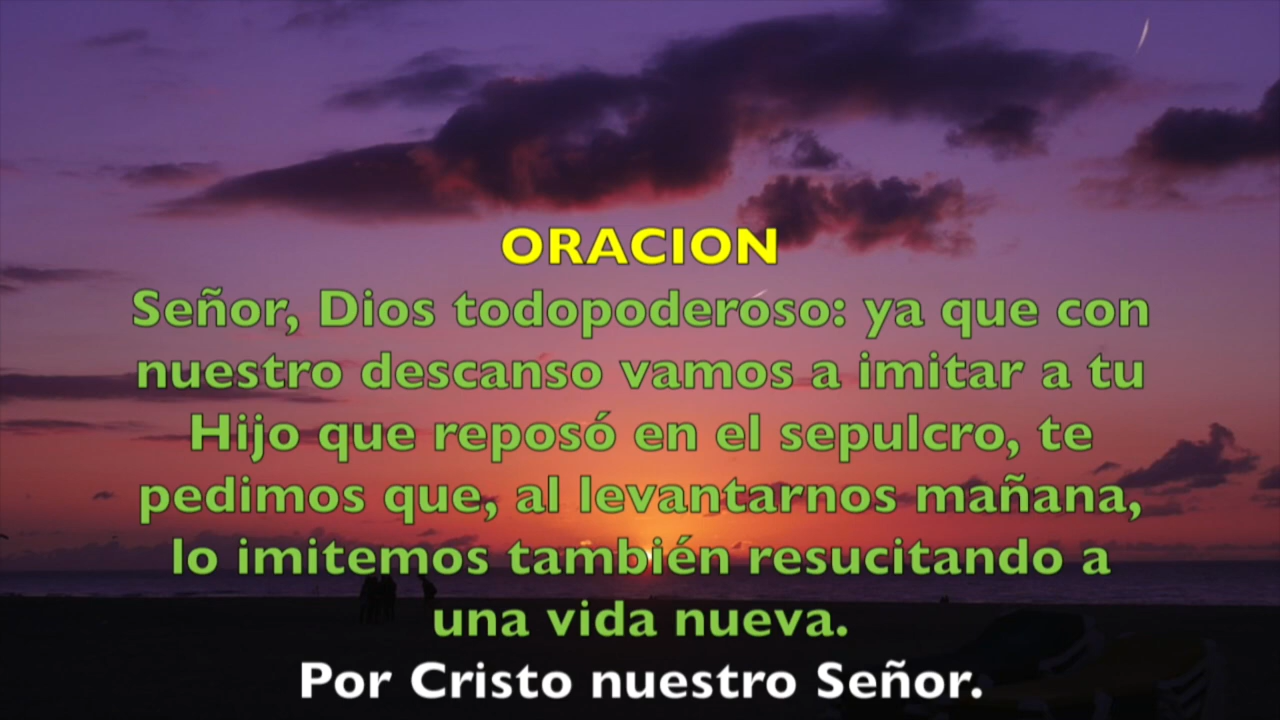 ORACION
Señor, Dios todopoderoso: ya que con
nuestro descanso vamos a imitar a tu
Hijo que reposó en el sepulcro, te
pedimos que, al levantarnos mañana,
lo imitemos también resucitando a
una vida nueva.
Por Cristo nuestro Señor.